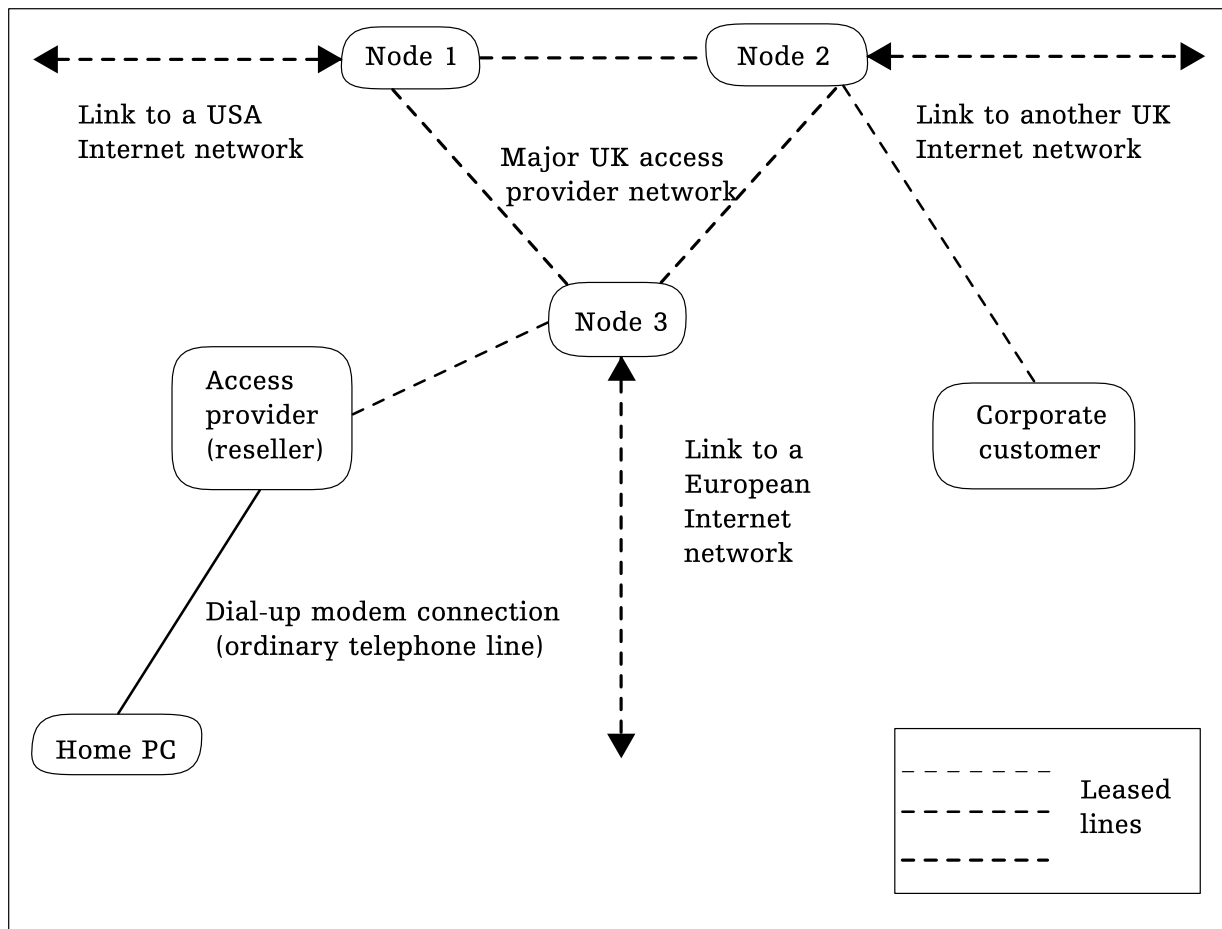 Node 1
Node 2
Link to a USA
Internet network
Link to another UK
Internet network
Major UK access
provider network
Node 3
Access
provider
(reseller)
Corporate
customer
Link to a
European
Internet
network
Dial-up modem connection
(ordinary telephone line)
Home PC
Leased
lines